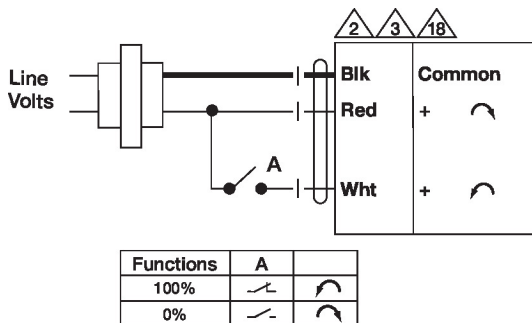 2 3 18
Line
Volts
Blk Common
Red +
A
Wht +
Functions A
100%
0%